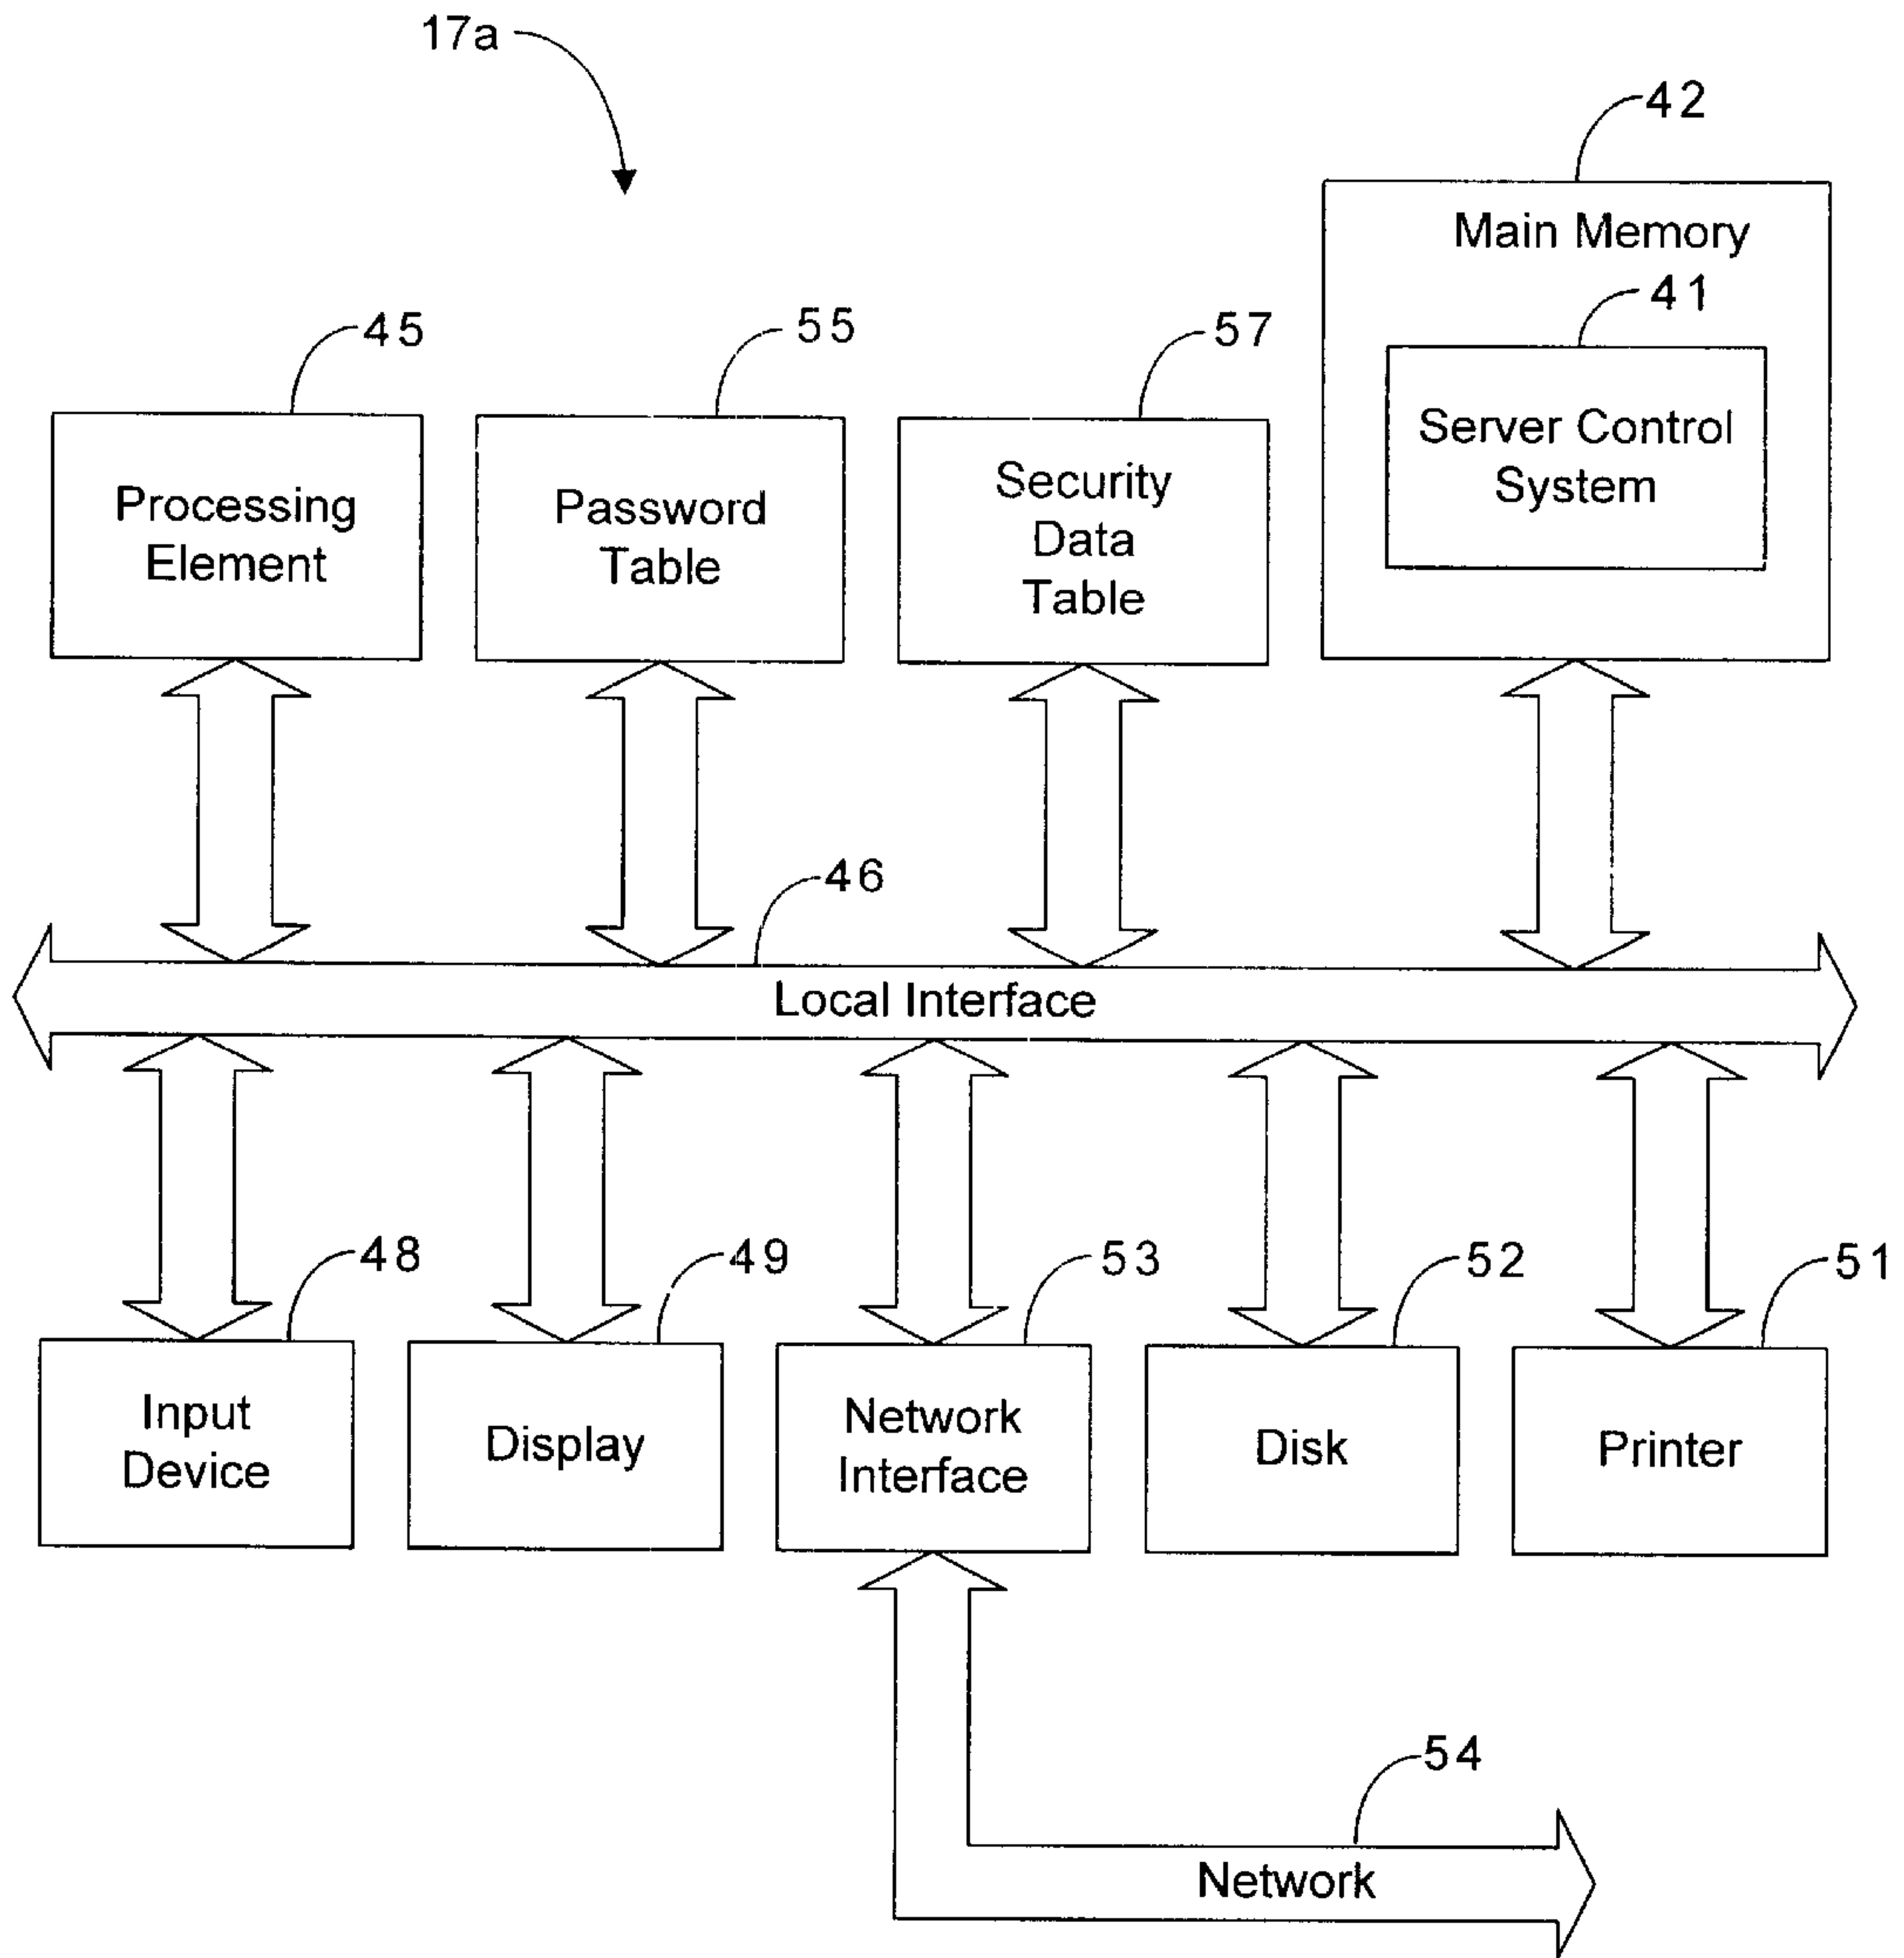 17a
42
Main Memory
41
45
55
57
Server Control
System
Processing
Element
Password
Table
Security
Data
Table
46
Local Interface
48
49
53
52
51
Input
Device
Display
Network
Interface
Disk
Printer
54
Network